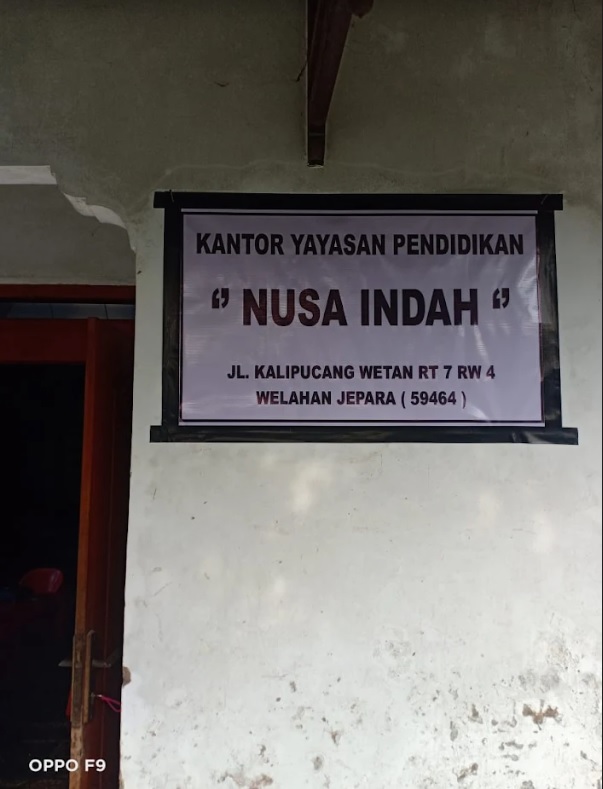 KANTOR YAYASAN PENDIDIKAN
❛❜ NUSA INDAH ❛❜
JL. KALIPUCANG WETAN RT 7 RW 4
WELAHAN JEPARA ( 59464 )
OPPO F9